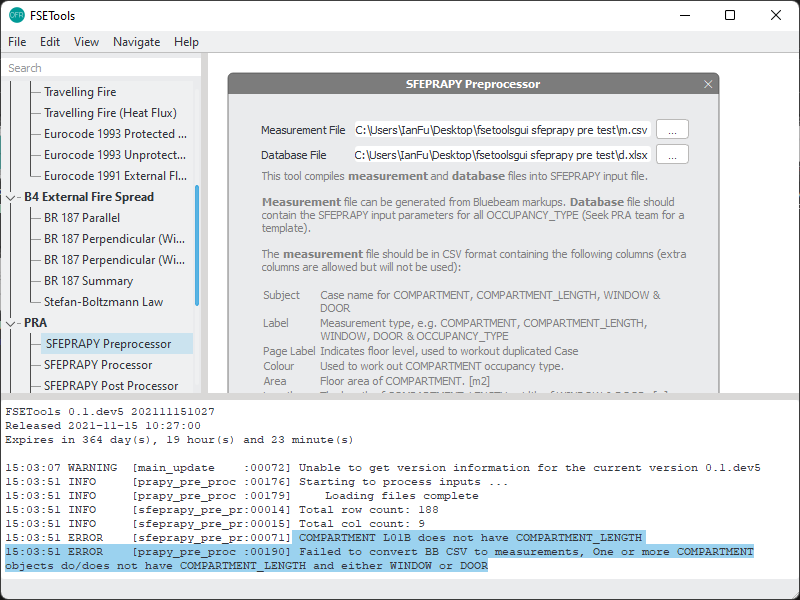 FSETools
File Edit View Navigate Help
Search
Travelling Fire
Travelling Fire (Heat Flux)
Eurocode 1993 Protected ...
Eurocode 1993 Unprotect...
Eurocode 1991 External Fl...
B4 External Fire Spread
BR 187 Parallel
BR 187 Perpendicular (Wi...
BR 187 Perpendicular (Wi...
BR 187 Summary
Stefan-Boltzmann Law
PRA
SFEPRAPY Preprocessor
SFEPRAPY Processor
SFEPRAPY Post Processor
SFEPRAPY Preprocessor
Measurement File C:\Users\IanFu\Desktop\fsetoolsgui sfeprapy pre test\m.csv ...
Database File C:\Users\IanFu\Desktop\fsetoolsgui sfeprapy pre test\d.xlsx ...
This tool compiles measurement and database files into SFEPRAPY input file.
Measurement file can be generated from Bluebeam markups. Database file should
contain the SFEPRAPY input parameters for all OCCUPANCY_TYPE (Seek PRA team for a
template).
The measurement file should be in CSV format containing the following columns (extra
columns are allowed but will not be used):
Subject Case name for COMPARTMENT, COMPARTMENT_LENGTH, WINDOW &
DOOR
Label Measurement type, e.g. COMPARTMENT, COMPARTMENT_LENGTH,
WINDOW, DOOR & OCCUPANCY_TYPE
Page Label Indicates floor level, used to workout duplicated Case
Colour Used to work out COMPARTMENT occupancy type.
Area Floor area of COMPARTMENT. [m2]
FSETools 0.1.dev5 202111151027
Released 2021-11-15 10:27:00
Expires in 364 day(s), 19 hour(s) and 23 minute(s)
15:03:07 WARNING [main_update :00072] Unable to get version information for the current version 0.1.dev5
15:03:51 INFO [prapy_pre_proc :00176] Starting to process inputs ...
15:03:51 INFO [prapy_pre_proc :00179] Loading files complete
15:03:51 INFO [sfeprapy_pre_pr:00014] Total row count: 188
15:03:51 INFO [sfeprapy_pre_pr:00015] Total col count: 9
15:03:51 ERROR [sfeprapy_pre_pr:00071] COMPARTMENT L01B does not have COMPARTMENT_LENGTH
15:03:51 ERROR [prapy_pre_proc :00190] Failed to convert BB CSV to measurements, One or more COMPARTMENT
objects do/does not have COMPARTMENT_LENGTH and either WINDOW or DOOR